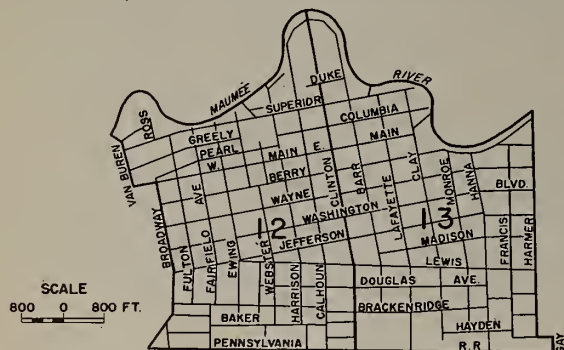 DUKE
MAUMEE
RIVER
SUPERIOR
COLUMBIA
ROSS
GREELY
PEARL
W. MAIN E. MAIN
VAN BUREN
BERRY
CLINTON
BARR
CLAY
MONROE
HANNA
BLVD.
WAYNE
WASHINGTON
LAFAYETTE
BROADWAY
FULTON
FAIRFIELD AVE
EWING
WEBSTER
12
13
JEFFERSON
MADISON
FRANCIS
HARMER
LEWIS
HARRISON
CALHOUN
DOUGLAS AVE.
SCALE
800 0 800 FT.
BRACKENRIDGE
BAKER
HAYDEN
PENNSYLVANIA
R.R.
GAY